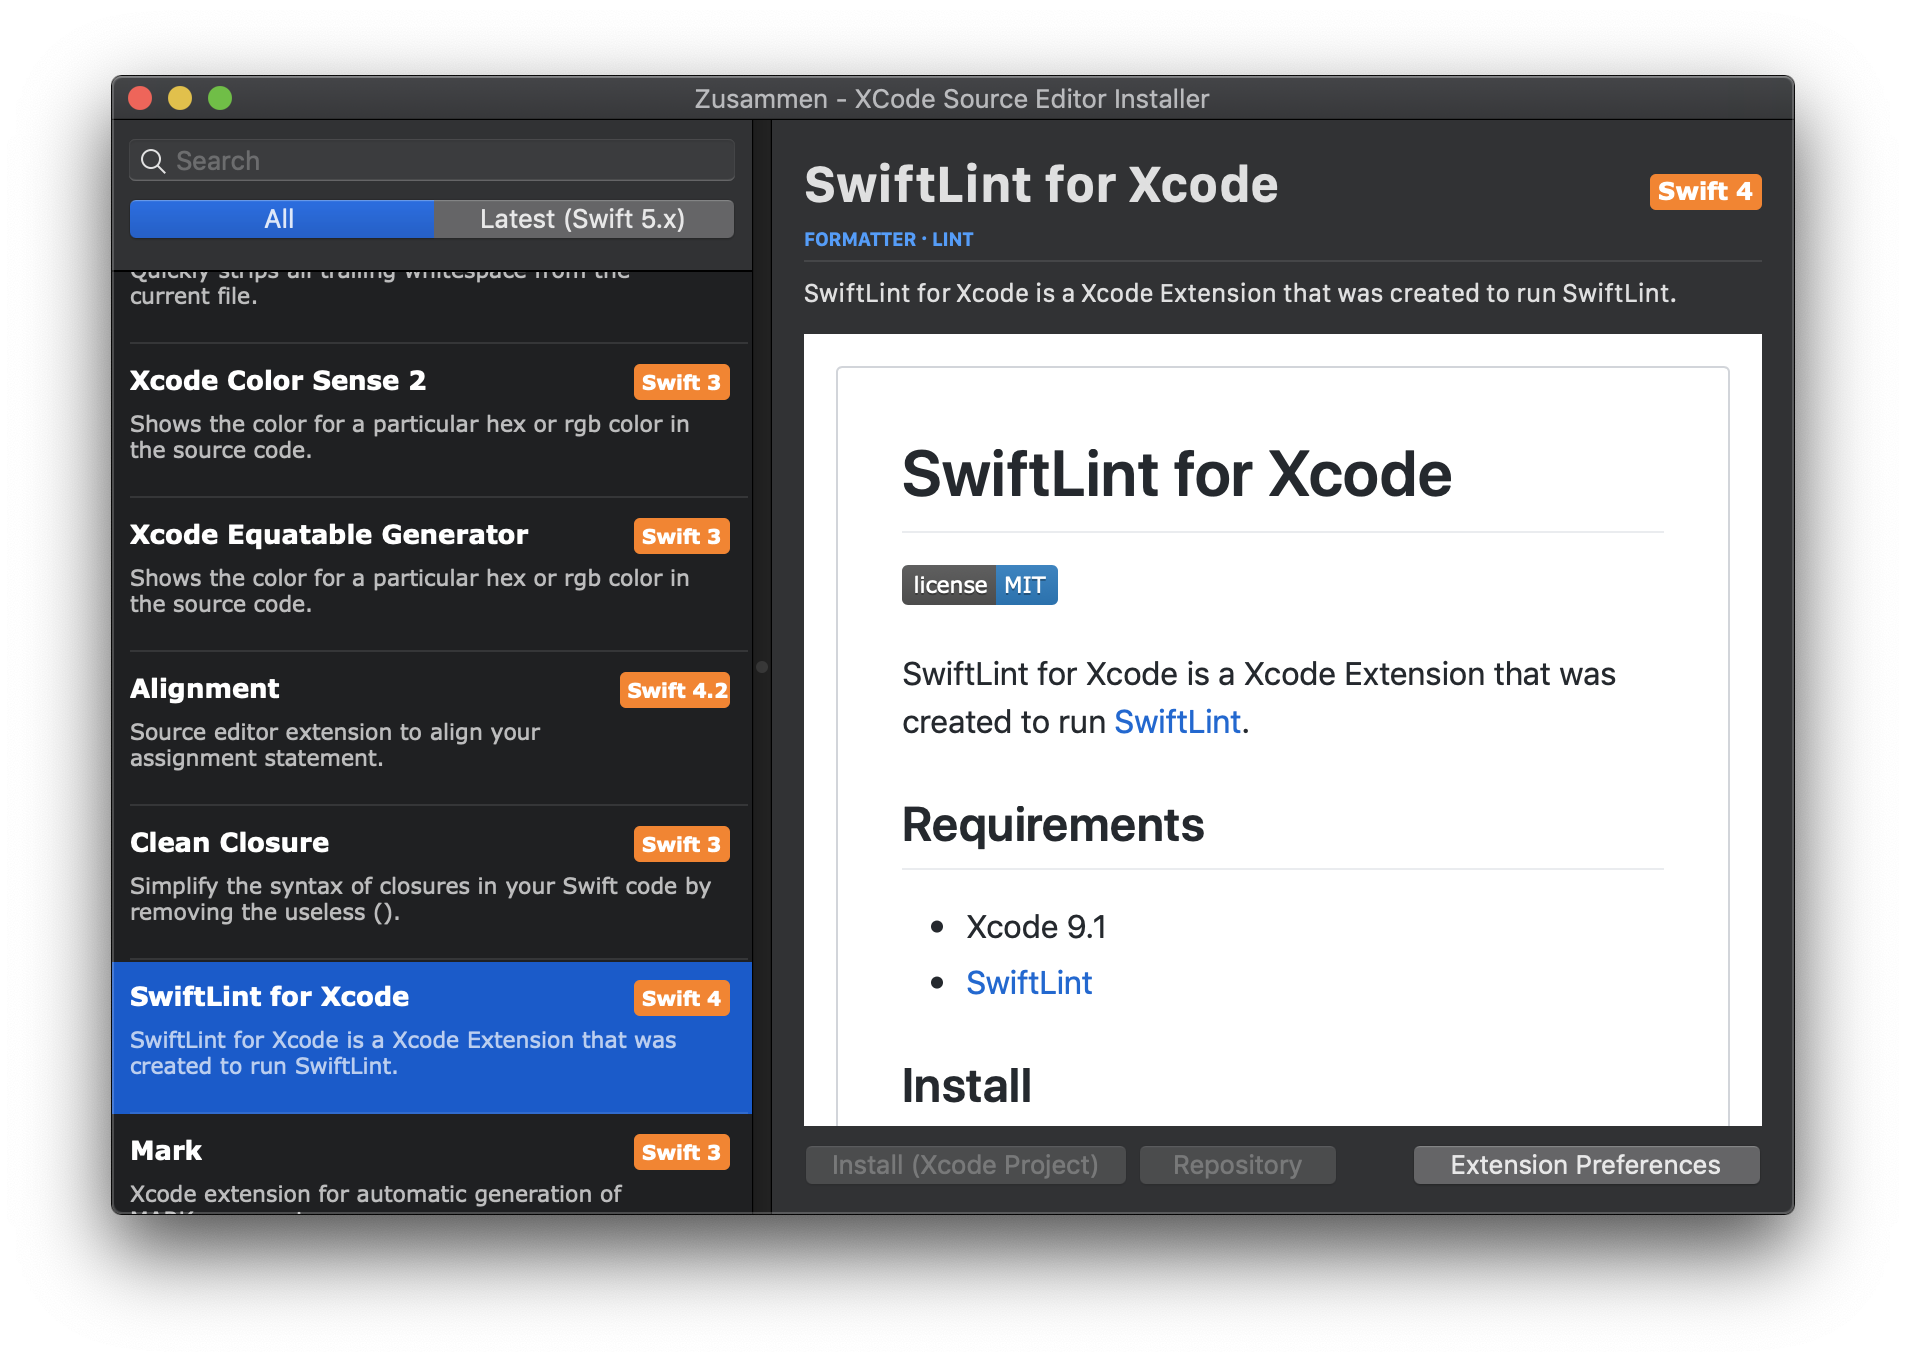 Zusammen - XCode Source Editor Installer
Search
All
Latest (Swift 5.x)
Quickly strips all trailing whitespace from the
current file.
Xcode Color Sense 2
Swift 3
Shows the color for a particular hex or rgb color in
the source code.
Xcode Equatable Generator
Swift 3
Shows the color for a particular hex or rgb color in
the source code.
Alignment
Swift 4.2
Source editor extension to align your
assignment statement.
Clean Closure
Swift 3
Simplify the syntax of closures in your Swift code by
removing the useless ().
SwiftLint for Xcode
Swift 4
SwiftLint for Xcode is a Xcode Extension that was
created to run SwiftLint.
Mark
Swift 3
Xcode extension for automatic generation of
SwiftLint for Xcode
Swift 4
FORMATTER · LINT
SwiftLint for Xcode is a Xcode Extension that was created to run SwiftLint.
SwiftLint for Xcode
license MIT
SwiftLint for Xcode is a Xcode Extension that was
created to run SwiftLint.
Requirements
• Xcode 9.1
• SwiftLint
Install
Install (Xcode Project)
Repository
Extension Preferences